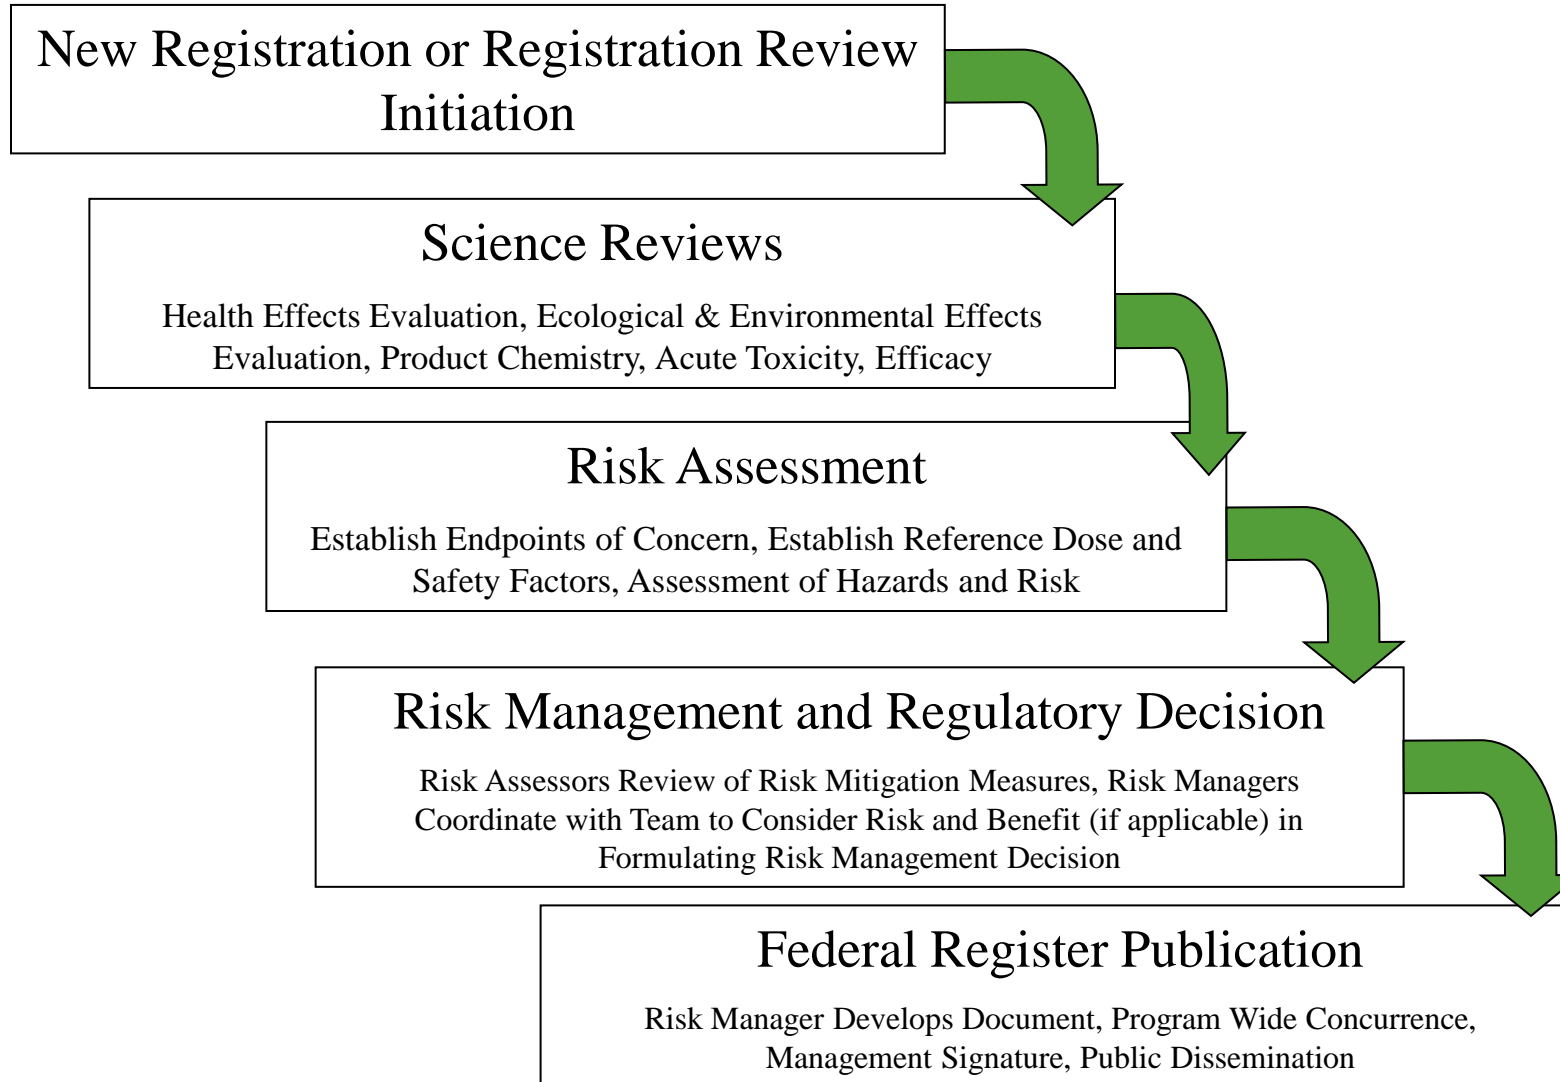 New Registration or Registration Review
Initiation
Science Reviews
Health Effects Evaluation, Ecological & Environmental Effects
Evaluation, Product Chemistry, Acute Toxicity, Efficacy
Risk Assessment
Establish Endpoints of Concern, Establish Reference Dose and
Safety Factors, Assessment of Hazards and Risk
Risk Management and Regulatory Decision
Risk Assessors Review of Risk Mitigation Measures, Risk Managers
Coordinate with Team to Consider Risk and Benefit (if applicable) in
Formulating Risk Management Decision
Federal Register Publication
Risk Manager Develops Document, Program Wide Concurrence,
Management Signature, Public Dissemination